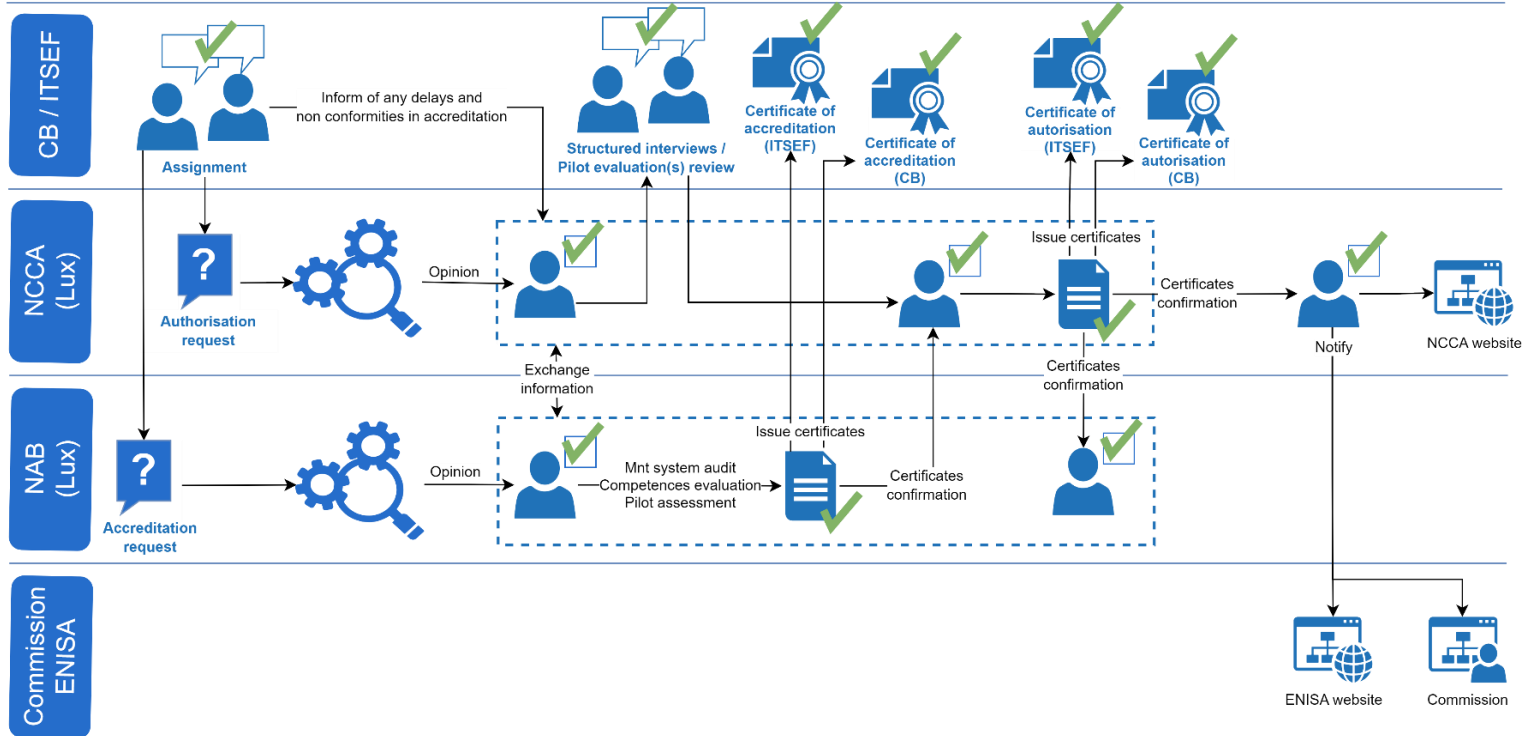 CB / ITSEF
Inform of any delays and
non conformities in accreditation
Assignment
Structured interviews /
Pilot evaluation(s) review
Certificate of
accreditation
(ITSEF)
Certificate of
accreditation
(CB)
Certificate of
autorisation
(ITSEF)
Certificate of
autorisation
(CB)
NCCA
(Lux)
?
Authorisation
request
Opinion
Issue certificates
Certificates
confirmation
Notify
NCCA website
Exchange
information
Certificates
confirmation
NAB
(Lux)
?
Accreditation
request
Opinion
Mnt system audit
Competences evaluation
Pilot assessment
Issue certificates
Certificates
confirmation
Commission
ENISA
ENISA website
Commission